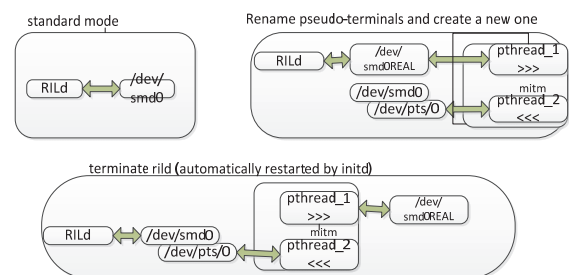 standard mode
RILd
/dev/
smd0
Rename pseudo-terminals and create a new one
RILd
/dev/
smd0REAL
pthread_1
>>>
mitm
pthread_2
<<<
/dev/smd0
/dev/pts/0
terminate rild (automatically restarted by initd)
RILd
/dev/smd0
/dev/pts/0
pthread_1
>>>
mitm
pthread_2
<<<
/dev/
smd0REAL